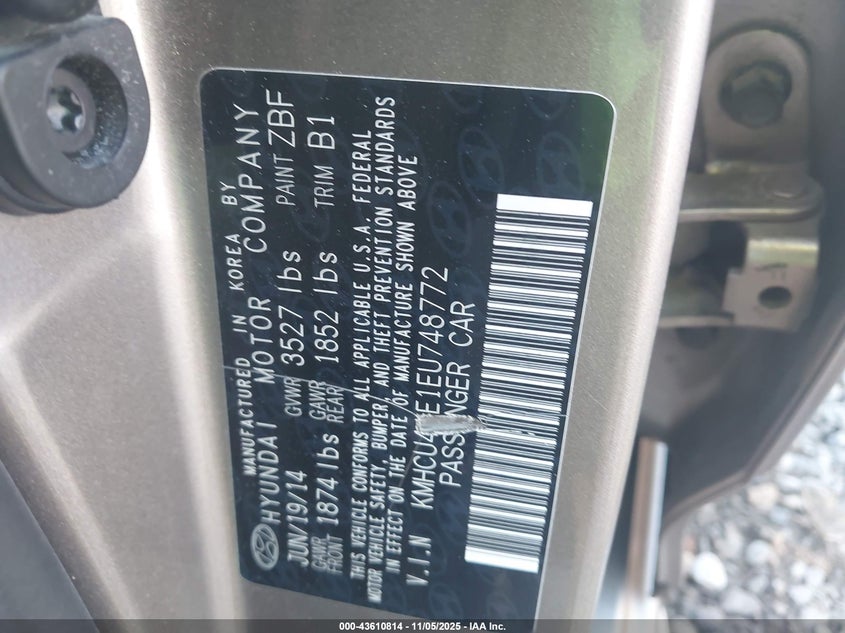 MANUFACTURED IN KOREA BY
HYUNDAI MOTOR COMPANY
JUN/19/14 GVWR 3527 lbs PAINT ZBF
GAWR FRONT 1874 lbs GAWR REAR 1852 lbs TRIM B1
THIS VEHICLE CONFORMS TO ALL APPLICABLE U.S.A. FEDERAL
MOTOR VEHICLE SAFETY, BUMPER, AND THEFT PREVENTION STANDARDS
IN EFFECT ON THE DATE OF MANUFACTURE SHOWN ABOVE
V.I.N
PASSENGER CAR
000-43610814 - 11/05/2025 - IAA Inc.